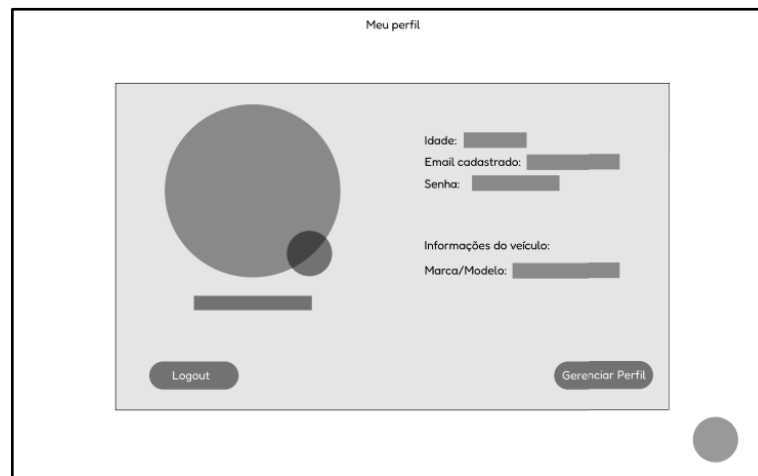 Meu perfil
Idade:
Email cadastrado:
Senha:
Informações do veículo:
Marca/Modelo:
Logout
Gerenciar Perfil